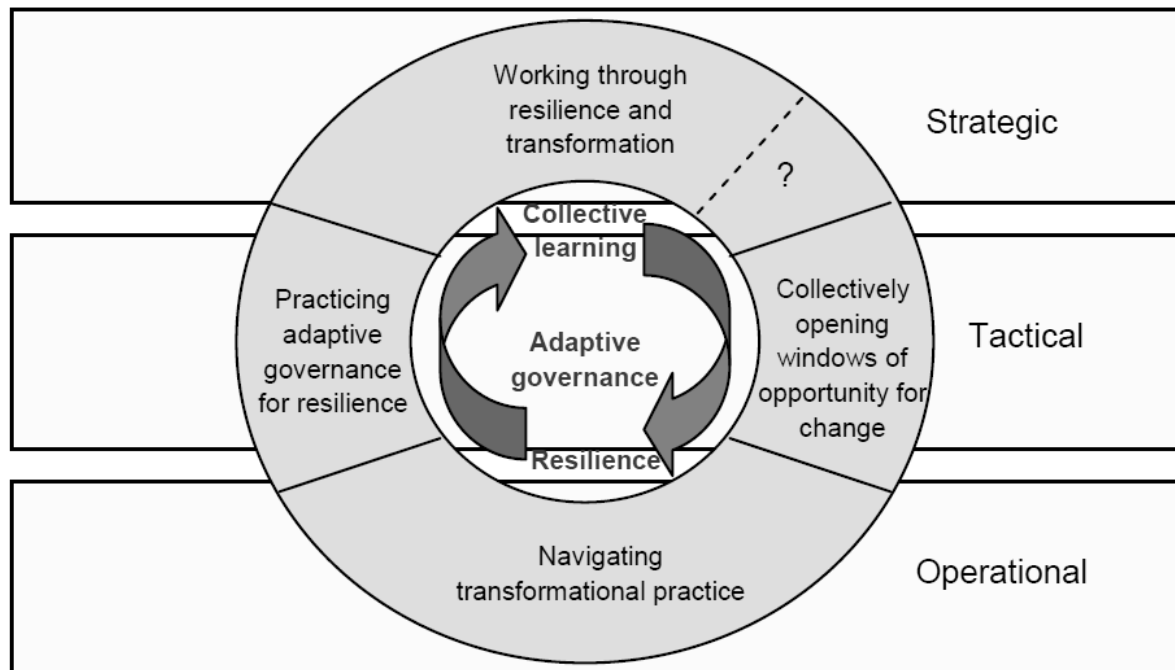 Working through
resilience and
transformation
Strategic
?
Collective
learning
Practicing
adaptive
governance
for resilience
Adaptive
governance
Collectively
opening
windows of
opportunity for
change
Tactical
Resilience
Navigating
transformational practice
Operational